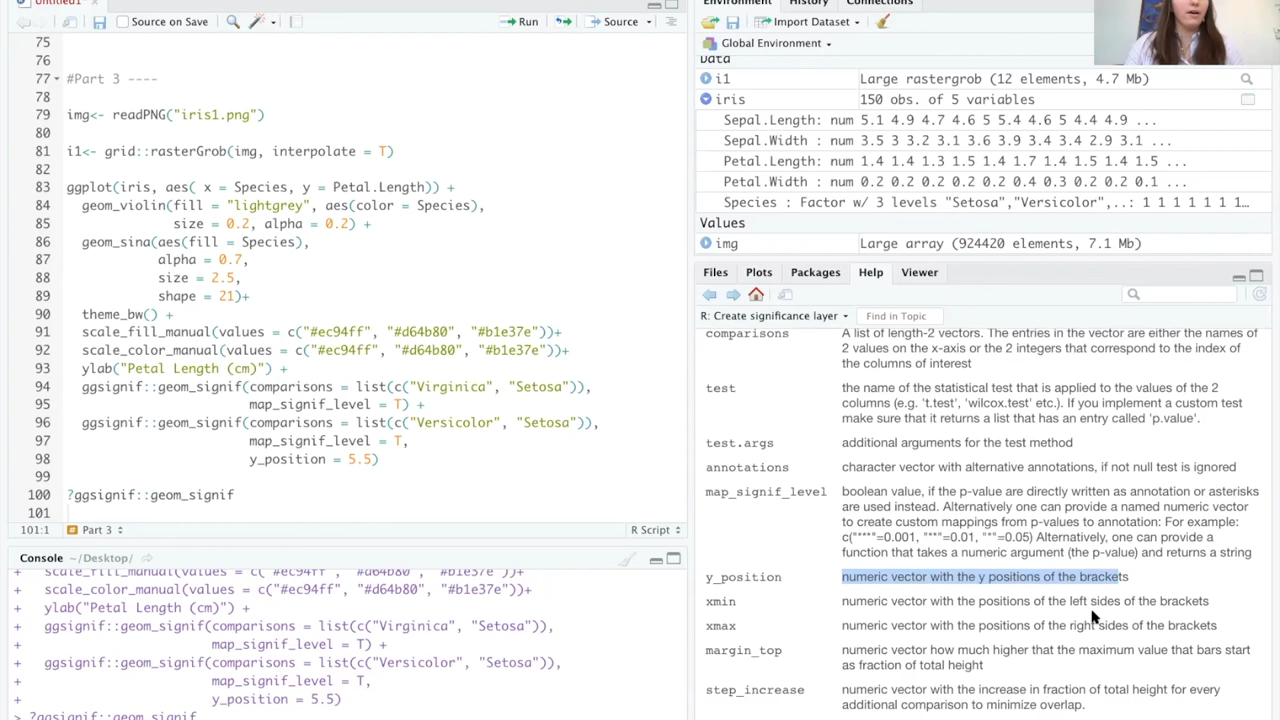 Untitled1*
Source on Save
Run
Source
75
76
77 #Part 3 ----
78
79 img<- readPNG("iris1.png")
80
81 i1<- grid::rasterGrob(img, interpolate = T)
82
83 ggplot(iris, aes( x = Species, y = Petal.Length)) +
84 geom_violin(fill = "lightgrey", aes(color = Species),
85 size = 0.2, alpha = 0.2) +
86 geom_sina(aes(fill = Species),
87 alpha = 0.7,
88 size = 2.5,
89 shape = 21)+
90 theme_bw() +
91 scale_fill_manual(values = c("#ec94ff", "#d64b80", "#b1e37e"))+
92 scale_color_manual(values = c("#ec94ff", "#d64b80", "#b1e37e"))+
93 ylab("Petal Length (cm)") +
94 ggsignif::geom_signif(comparisons = list(c("Virginica", "Setosa")),
95 map_signif_level = T) +
96 ggsignif::geom_signif(comparisons = list(c("Versicolor", "Setosa")),
97 map_signif_level = T,
98 y_position = 5.5)
99
100 ?ggsignif::geom_signif
101
101:1 Part 3 R Script
Console ~/Desktop/
+ scale_fill_manual(values = c("#ec94ff", "#d64b80", "#b1e37e"))+
+ scale_color_manual(values = c("#ec94ff", "#d64b80", "#b1e37e"))+
+ ylab("Petal Length (cm)") +
+ ggsignif::geom_signif(comparisons = list(c("Virginica", "Setosa")),
+ map_signif_level = T) +
+ ggsignif::geom_signif(comparisons = list(c("Versicolor", "Setosa")),
+ map_signif_level = T,
+ y_position = 5.5)
> ?ggsignif::geom_signif
Environment History Connections
Import Dataset
Global Environment
Data
i1 Large rastergrob (12 elements, 4.7 Mb)
iris 150 obs. of 5 variables
Sepal.Length: num 5.1 4.9 4.7 4.6 5 5.4 4.6 5 4.4 4.9 ...
Sepal.Width : num 3.5 3 3.2 3.1 3.6 3.9 3.4 3.4 2.9 3.1 ...
Petal.Length: num 1.4 1.4 1.3 1.5 1.4 1.7 1.4 1.5 1.4 1.5 ...
Petal.Width : num 0.2 0.2 0.2 0.2 0.2 0.4 0.3 0.2 0.2 0.1 ...
Species : Factor w/ 3 levels "Setosa","Versicolor",..: 1 1 1 1 1 1 1…
Values
img Large array (924420 elements, 7.1 Mb)
Files Plots Packages Help Viewer
R: Create significance layer Find in Topic
comparisons A list of length-2 vectors. The entries in the vector are either the names of
2 values on the x-axis or the 2 integers that correspond to the index of
the columns of interest
test the name of the statistical test that is applied to the values of the 2
columns (e.g. 't.test', 'wilcox.test' etc.). If you implement a custom test
make sure that it returns a list that has an entry called 'p.value'.
test.args additional arguments for the test method
annotations character vector with alternative annotations, if not null test is ignored
map_signif_level boolean value, if the p-value are directly written as annotation or asterisks
are used instead. Alternatively one can provide a named numeric vector
to create custom mappings from p-values to annotation: For example:
c("***"=0.001, "**"=0.01, "*"=0.05) Alternatively, one can provide a
function that takes a numeric argument (the p-value) and returns a string
y_position numeric vector with the y positions of the brackets
xmin numeric vector with the positions of the left sides of the brackets
xmax numeric vector with the positions of the right sides of the brackets
margin_top numeric vector how much higher that the maximum value that bars start
as fraction of total height
step_increase numeric vector with the increase in fraction of total height for every
additional comparison to minimize overlap.